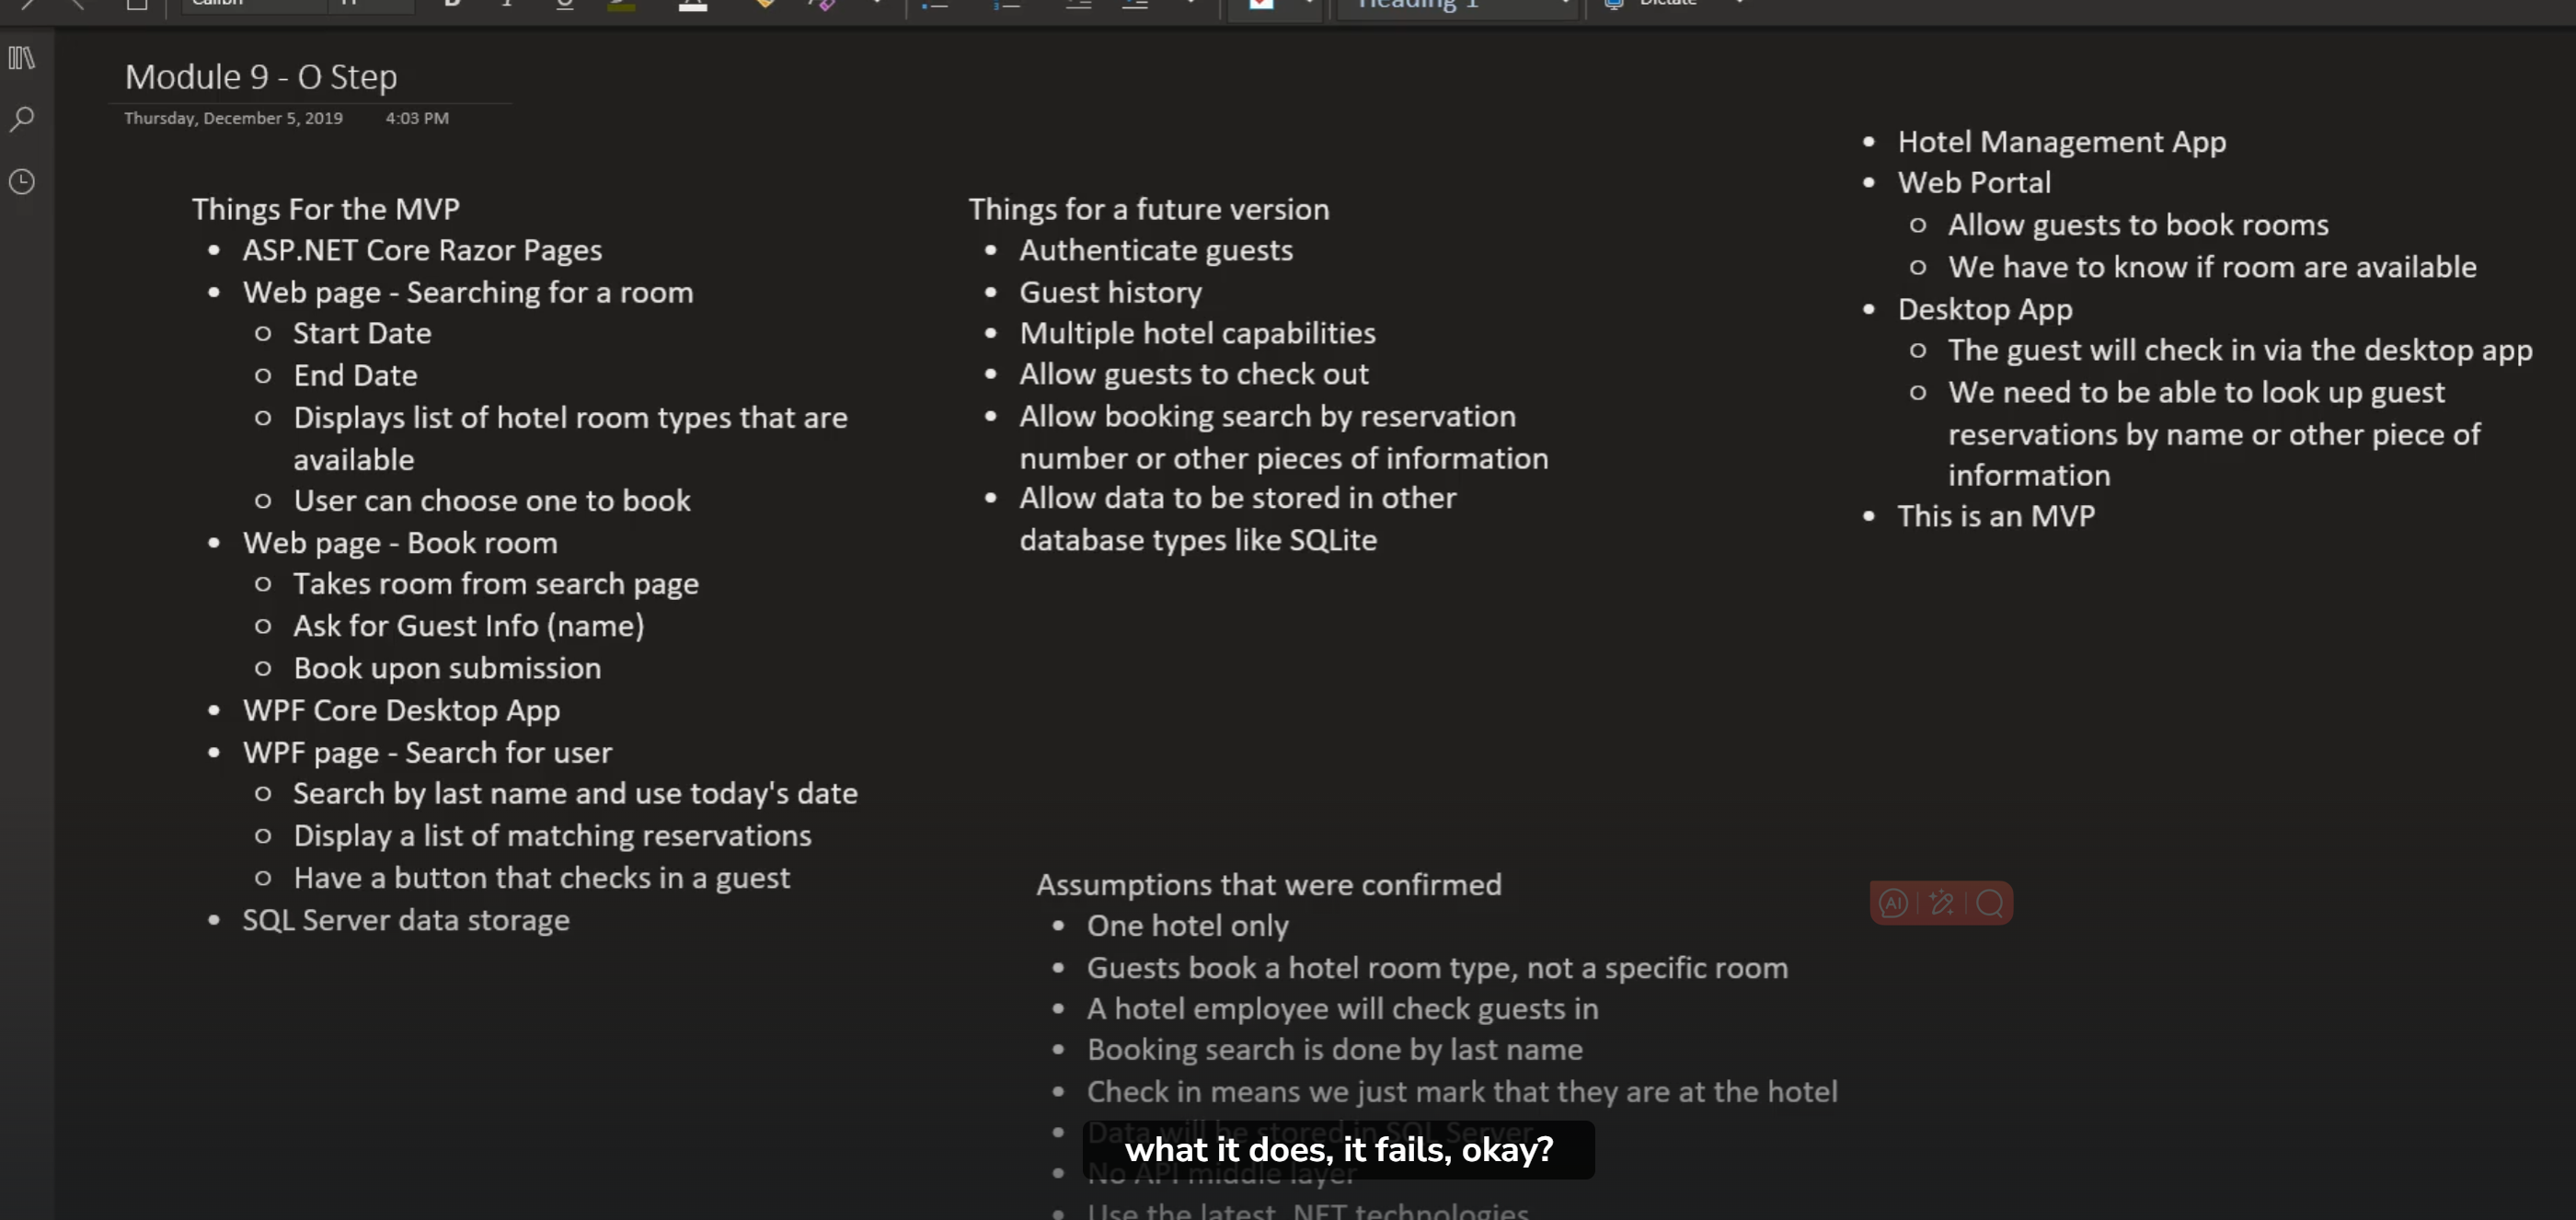 Dictate
Module 9 - O Step
Thursday, December 5, 2019 4:03 PM
Things For the MVP
• ASP.NET Core Razor Pages
• Web page - Searching for a room
o Start Date
o End Date
o Displays list of hotel room types that are
available
o User can choose one to book
• Web page - Book room
o Takes room from search page
o Ask for Guest Info (name)
o Book upon submission
• WPF Core Desktop App
• WPF page - Search for user
o Search by last name and use today's date
o Display a list of matching reservations
o Have a button that checks in a guest
• SQL Server data storage
Things for a future version
• Authenticate guests
• Guest history
• Multiple hotel capabilities
• Allow guests to check out
• Allow booking search by reservation
number or other pieces of information
• Allow data to be stored in other
database types like SQLite
• Hotel Management App
• Web Portal
o Allow guests to book rooms
o We have to know if room are available
• Desktop App
o The guest will check in via the desktop app
o We need to be able to look up guest
reservations by name or other piece of
information
• This is an MVP
Assumptions that were confirmed
• One hotel only
• Guests book a hotel room type, not a specific room
• A hotel employee will check guests in
• Booking search is done by last name
• Check in means we just mark that they are at the hotel
• Data will be stored in SQL Server
• No API middle layer
• Use the latest .NET technologies
what it does, it fails, okay?
AI